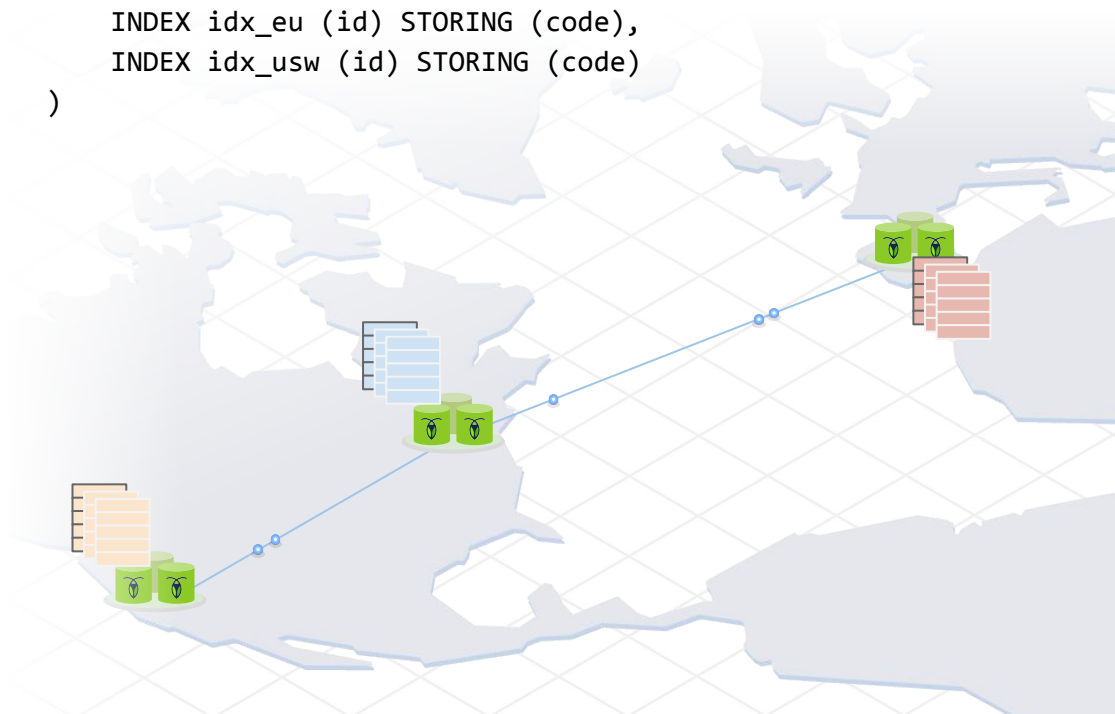 INDEX idx_eu (id) STORING (code),
INDEX idx_usw (id) STORING (code)
)